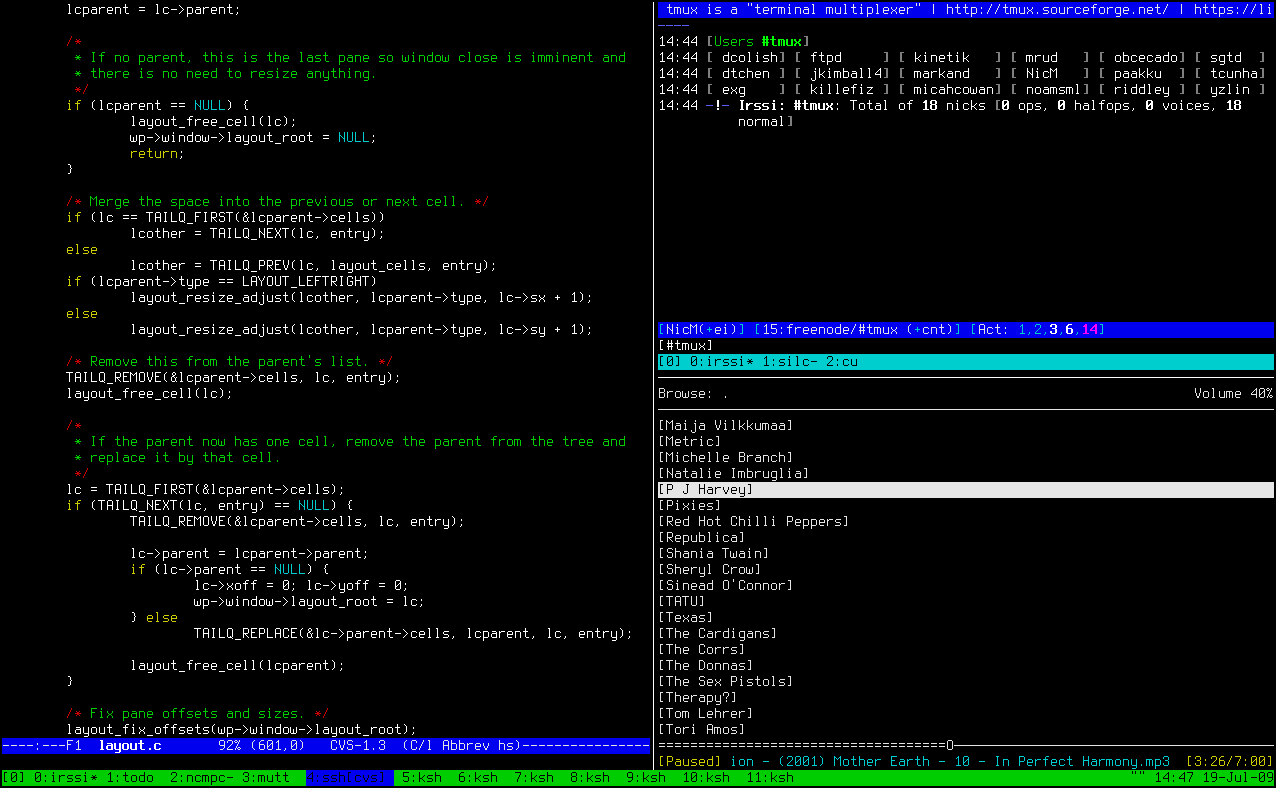 lcparent = lc->parent;
/*
* If no parent, this is the last pane so window close is imminent and
* there is no need to resize anything.
*/
if (lcparent == NULL) {
layout_free_cell(lc);
wp->window->layout_root = NULL;
return;
}
/* Merge the space into the previous or next cell. */
if (lc == TAILQ_FIRST(&lcparent->cells))
lcother = TAILQ_NEXT(lc, entry);
else
lcother = TAILQ_PREV(lc, layout_cells, entry);
if (lcparent->type == LAYOUT_LEFTRIGHT)
layout_resize_adjust(lcother, lcparent->type, lc->sx + 1);
else
layout_resize_adjust(lcother, lcparent->type, lc->sy + 1);
/* Remove this from the parent's list. */
TAILQ_REMOVE(&lcparent->cells, lc, entry);
layout_free_cell(lc);
/*
* If the parent now has one cell, remove the parent from the tree and
* replace it by that cell.
*/
lc = TAILQ_FIRST(&lcparent->cells);
if (TAILQ_NEXT(lc, entry) == NULL) {
TAILQ_REMOVE(&lcparent->cells, lc, entry);
lc->parent = lcparent->parent;
if (lc->parent == NULL) {
lc->xoff = 0; lc->yoff = 0;
wp->window->layout_root = lc;
} else
TAILQ_REPLACE(&lc->parent->cells, lcparent, lc, entry);
layout_free_cell(lcparent);
}
/* Fix pane offsets and sizes. */
layout_fix_offsets(wp->window->layout_root);
----:---F1  layout.c       92% (601,0)   CVS-1.3  (C/l Abbrev hs)----------------
tmux is a "terminal multiplexer" | http://tmux.sourceforge.net/ | https://li
----
14:44 [Users #tmux]
14:44 [ dcolish] [ ftpd     ] [ kinetik   ] [ mrud   ] [ obcecado] [ sgtd   ]
14:44 [ dtchen ] [ jkimball4] [ markand   ] [ NicM   ] [ paakku  ] [ tcunha]
14:44 [ exg    ] [ killefiz ] [ micahcowan] [ noamsml] [ riddley ] [ yzlin ]
14:44 -!- Irssi: #tmux: Total of 18 nicks [0 ops, 0 halfops, 0 voices, 18
normal]
[NicM(+ei)] [15:freenode/#tmux (+cnt)] [Act: 1,2,3,6,14]
[#tmux]
[0] 0:irssi* 1:silc- 2:cu
Browse: .                                                          Volume 40%
[Maija Vilkkumaa]
[Metric]
[Michelle Branch]
[Natalie Imbruglia]
[P J Harvey]
[Pixies]
[Red Hot Chilli Peppers]
[Republica]
[Shania Twain]
[Sheryl Crow]
[Sinead O'Connor]
[TATU]
[Texas]
[The Cardigans]
[The Corrs]
[The Donnas]
[The Sex Pistols]
[Therapy?]
[Tom Lehrer]
[Tori Amos]
====================================O
[Paused] ion - (2001) Mother Earth - 10 - In Perfect Harmony.mp3  [3:26/7:00]
[0] 0:irssi* 1:todo  2:ncmpc- 3:mutt  4:ssh[cvs]  5:ksh  6:ksh  7:ksh  8:ksh  9:ksh  10:ksh  11:ksh  "" 14:47 19-Jul-09